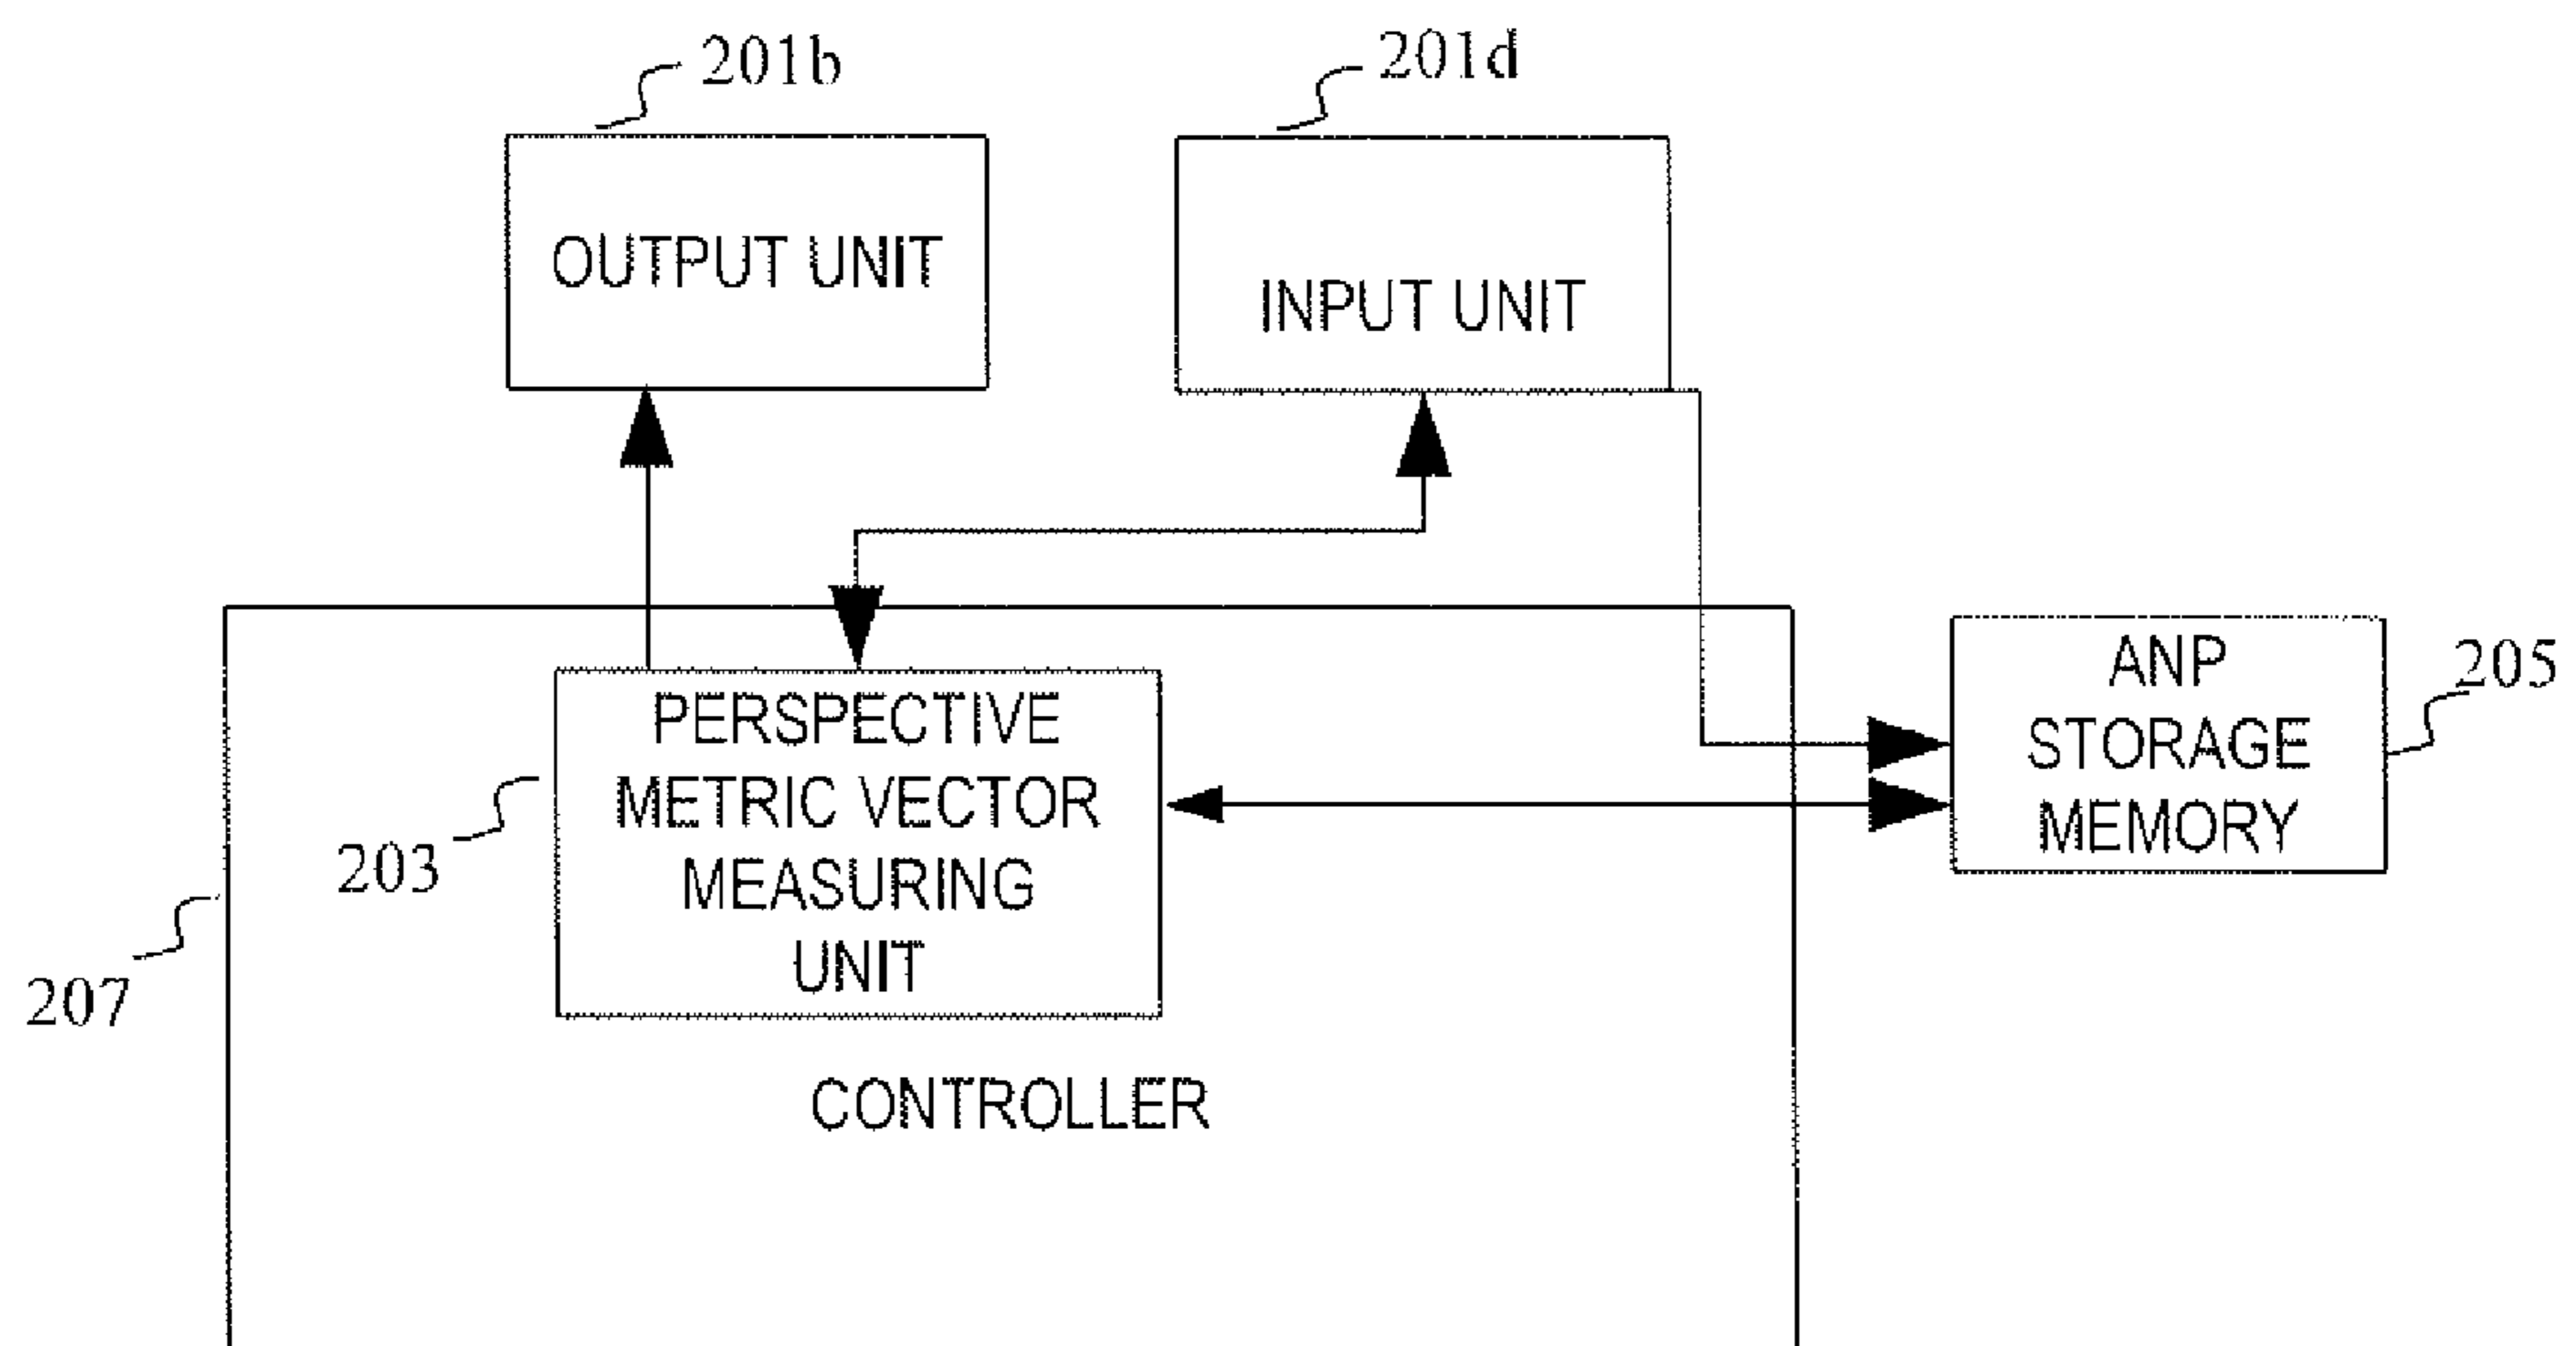 201b
201d
OUTPUT UNIT
INPUT UNIT
ANP
STORAGE
MEMORY
205
PERSPECTIVE
METRIC VECTOR
MEASURING
UNIT
203
207
CONTROLLER